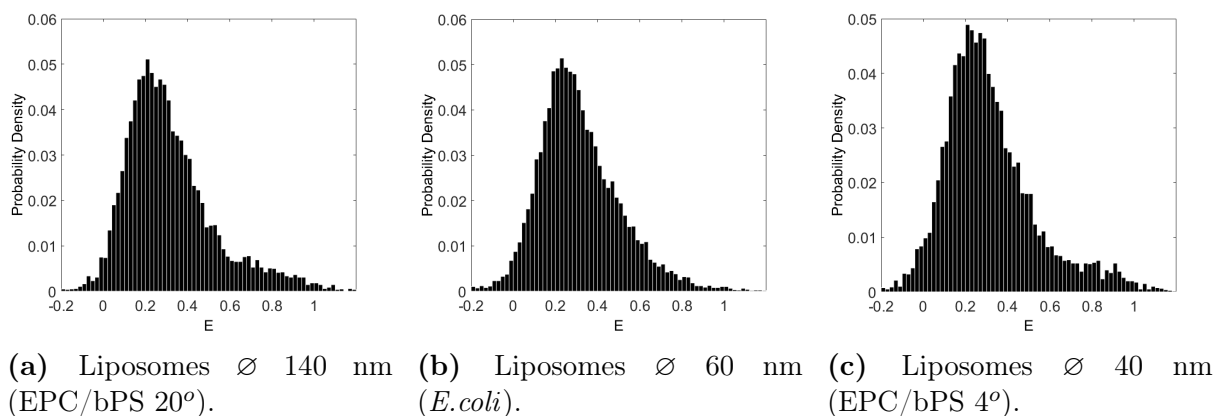 0.06
0.05
0.04
0.03
0.02
0.01
0
Probability Density
-0.2 0 0.2 0.4 0.6 0.8 1
E
(a) Liposomes ∅ 140 nm
(EPC/bPS 20°).
0.06
0.05
0.04
0.03
0.02
0.01
0
Probability Density
-0.2 0 0.2 0.4 0.6 0.8 1
E
(b) Liposomes ∅ 60 nm
(E.coli).
0.05
0.04
0.03
0.02
0.01
0
Probability Density
-0.2 0 0.2 0.4 0.6 0.8 1
E
(c) Liposomes ∅ 40 nm
(EPC/bPS 4°).